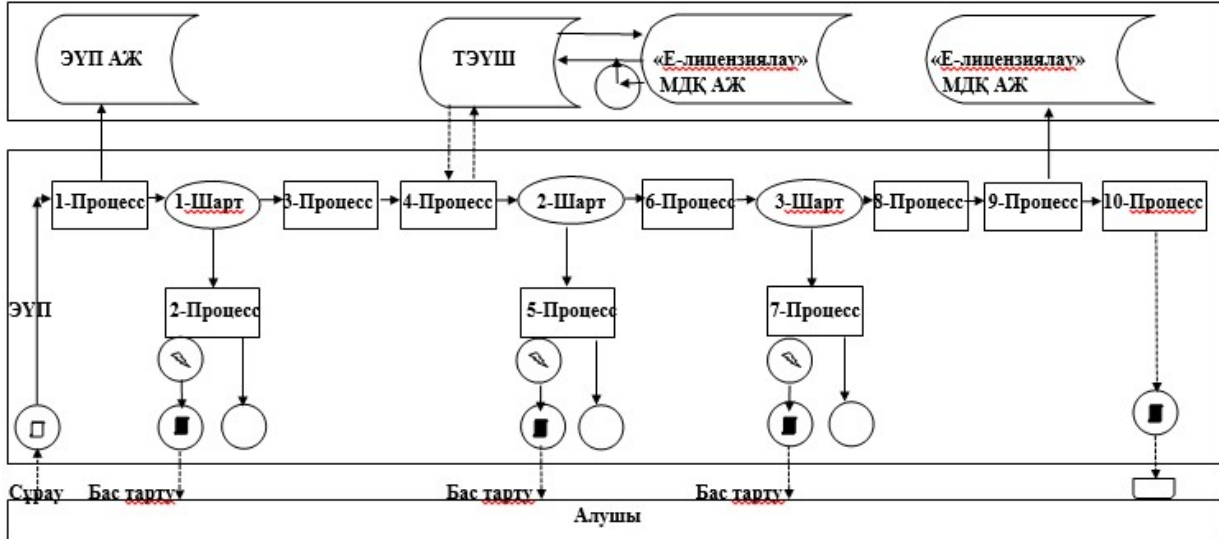 ЭҮП АЖ
ТЭҮШ
«Е-лицензиялау»
МДҚ АЖ
«Е-лицензиялау»
МДҚ АЖ
1-Процесс
1-Шарт
3-Процесс
4-Процесс
2-Шарт
6-Процесс
3-Шарт
8-Процесс
9-Процесс
10-Процесс
ЭҮП
2-Процесс
5-Процесс
7-Процесс
Сұрау
Бас тарту
Бас тарту
Бас тарту
Алушы